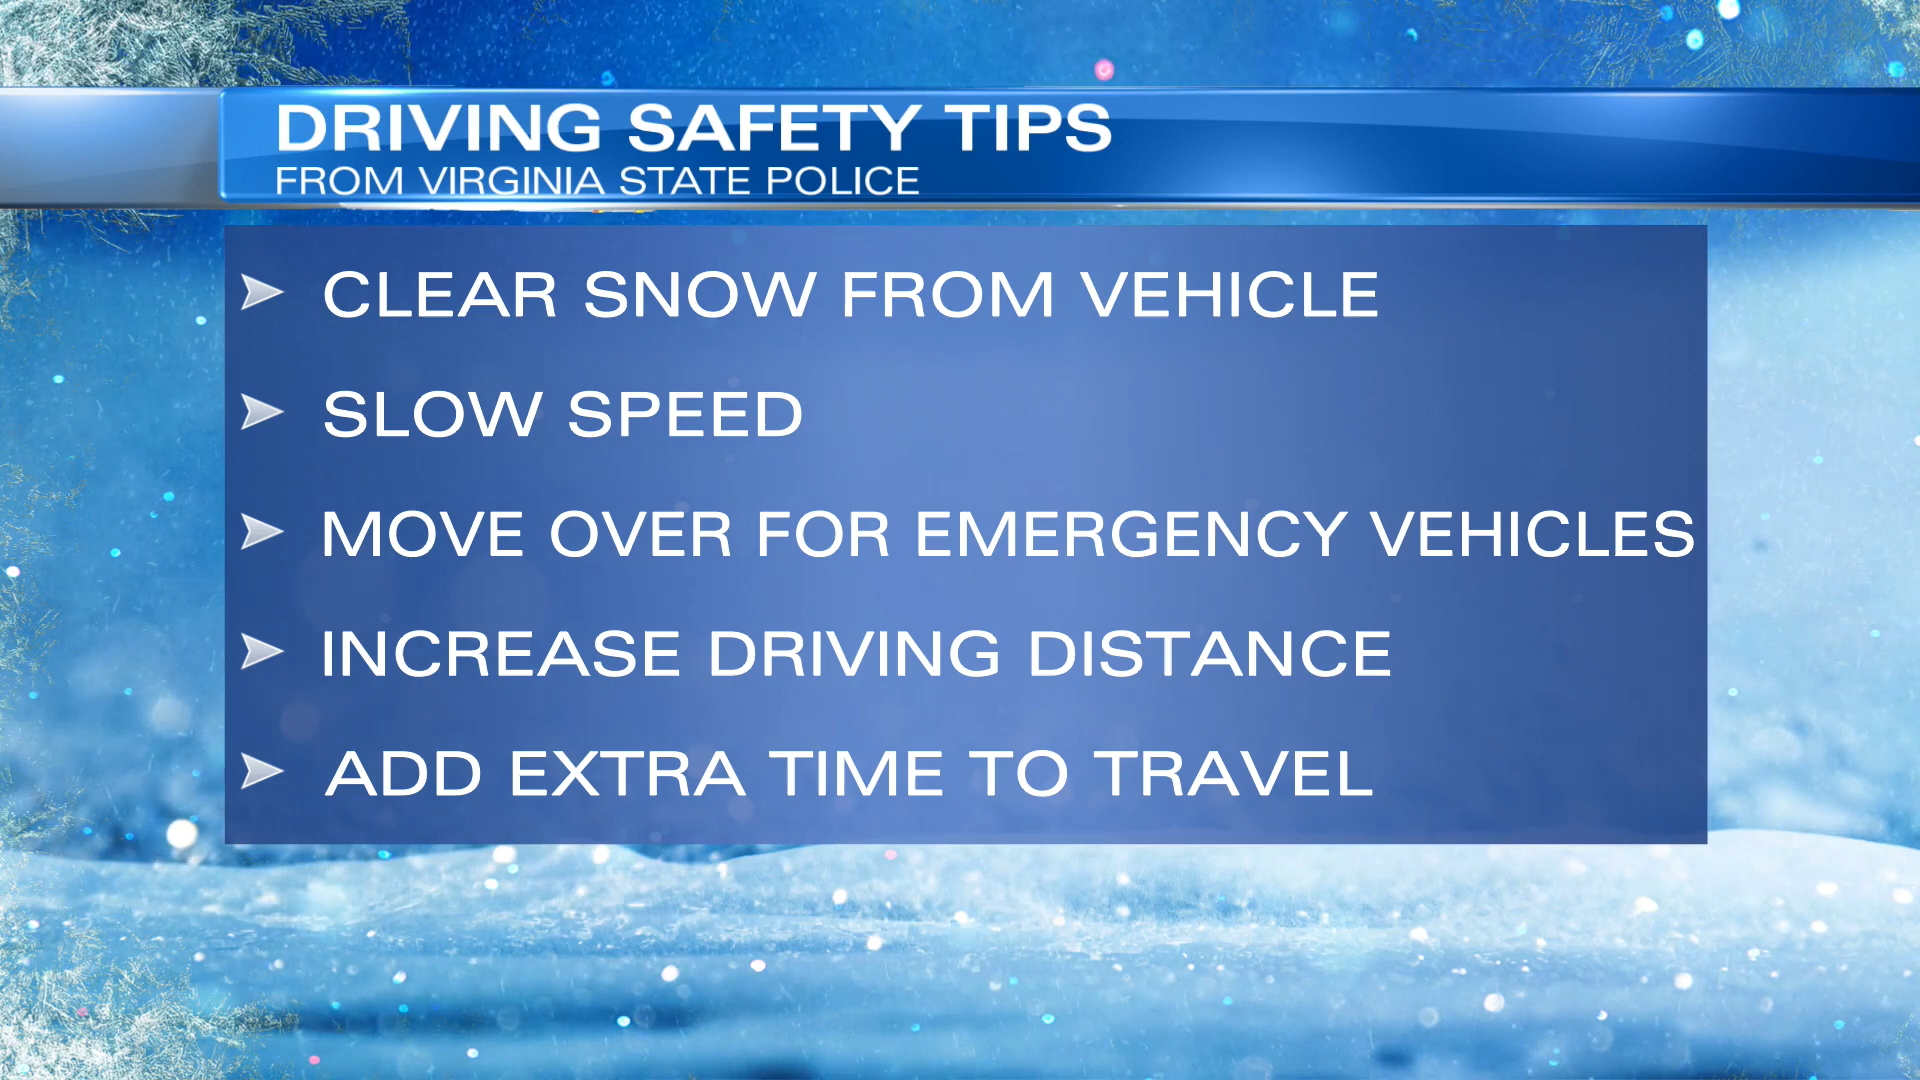 DRIVING SAFETY TIPS
FROM VIRGINIA STATE POLICE
CLEAR SNOW FROM VEHICLE
SLOW SPEED
MOVE OVER FOR EMERGENCY VEHICLES
INCREASE DRIVING DISTANCE
ADD EXTRA TIME TO TRAVEL